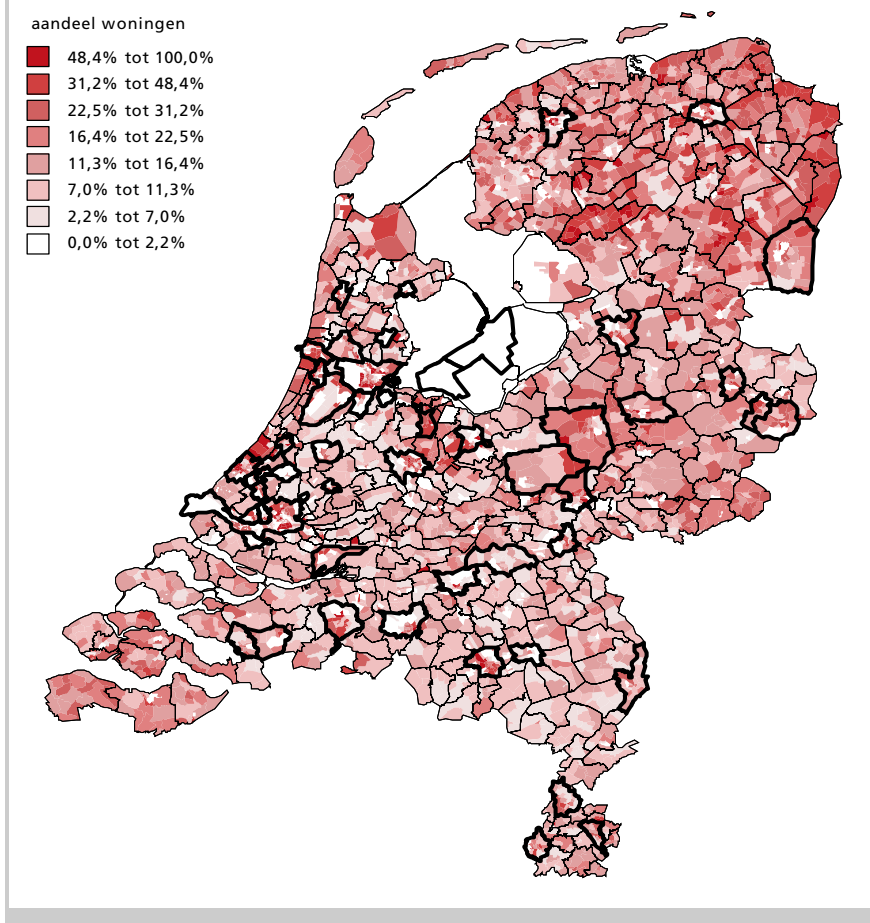 aandeel woningen
48,4% tot 100,0%
31,2% tot 48,4%
22,5% tot 31,2%
16,4% tot 22,5%
11,3% tot 16,4%
7,0% tot 11,3%
2,2% tot 7,0%
0,0% tot 2,2%